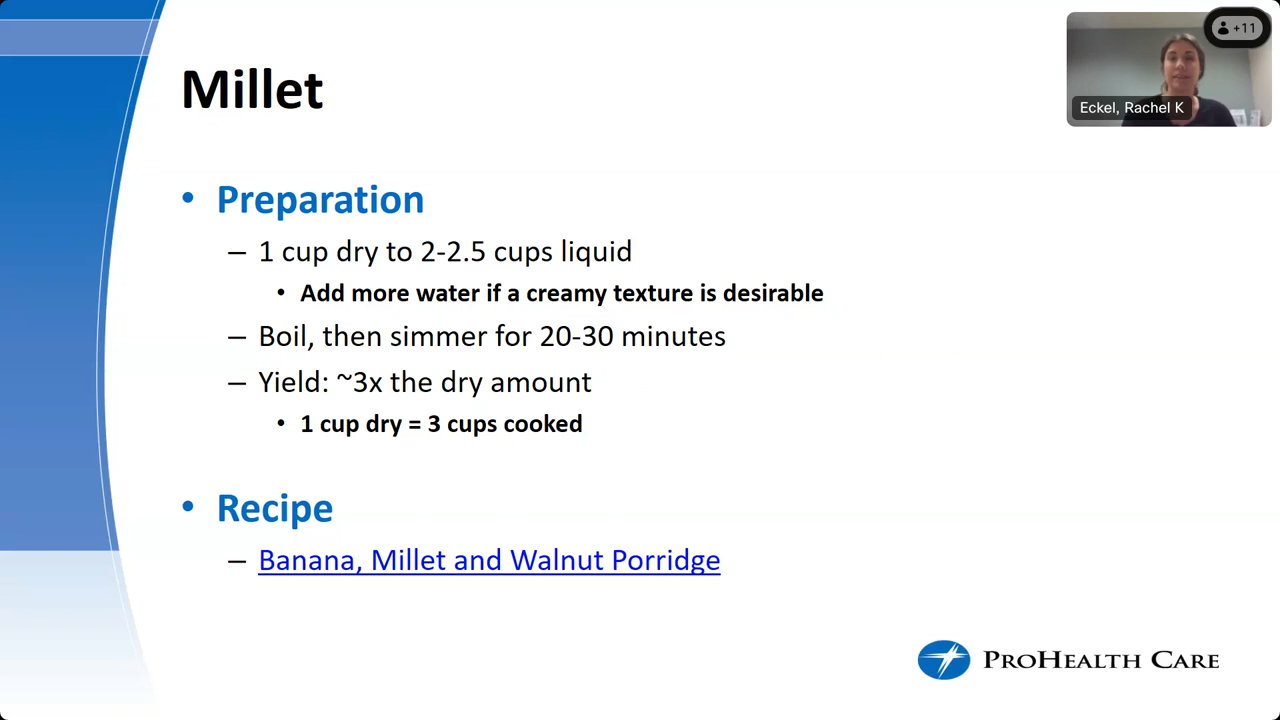 Millet
+11
Eckel, Rachel K
• Preparation
– 1 cup dry to 2-2.5 cups liquid
• Add more water if a creamy texture is desirable
– Boil, then simmer for 20-30 minutes
– Yield: ~3x the dry amount
• 1 cup dry = 3 cups cooked
• Recipe
– Banana, Millet and Walnut Porridge
PROHEALTH CARE